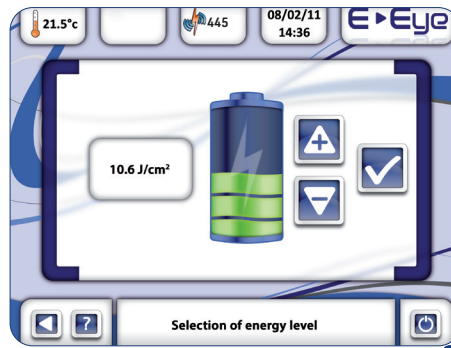 21.5°c
445
08/02/11
14:36
E Eye
10.6 J/cm²
+
−
?
Selection of energy level